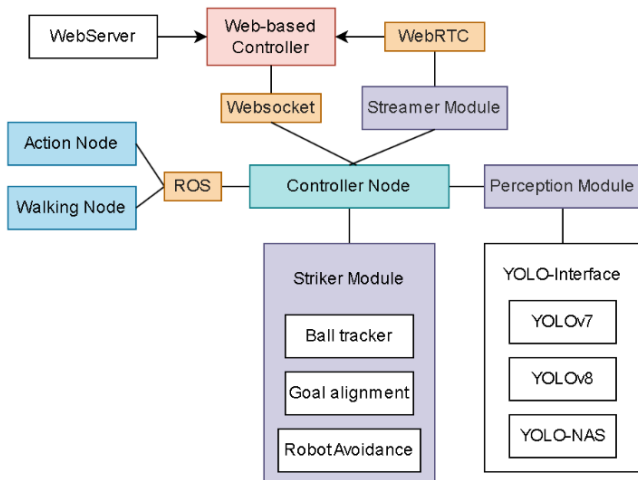 WebServer
Web-based
Controller
WebRTC
Websocket
Streamer Module
Action Node
ROS
Controller Node
Perception Module
Walking Node
Striker Module
Ball tracker
Goal alignment
Robot Avoidance
YOLO-Interface
YOLOv7
YOLOv8
YOLO-NAS